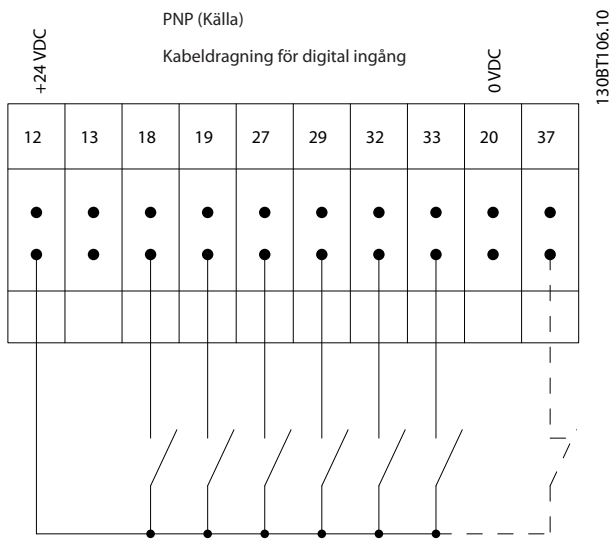 PNP (Källa)
Kabeldragning för digital ingång
+24 VDC
0 VDC
130BT106.10
12 13 18 19 27 29 32 33 20 37